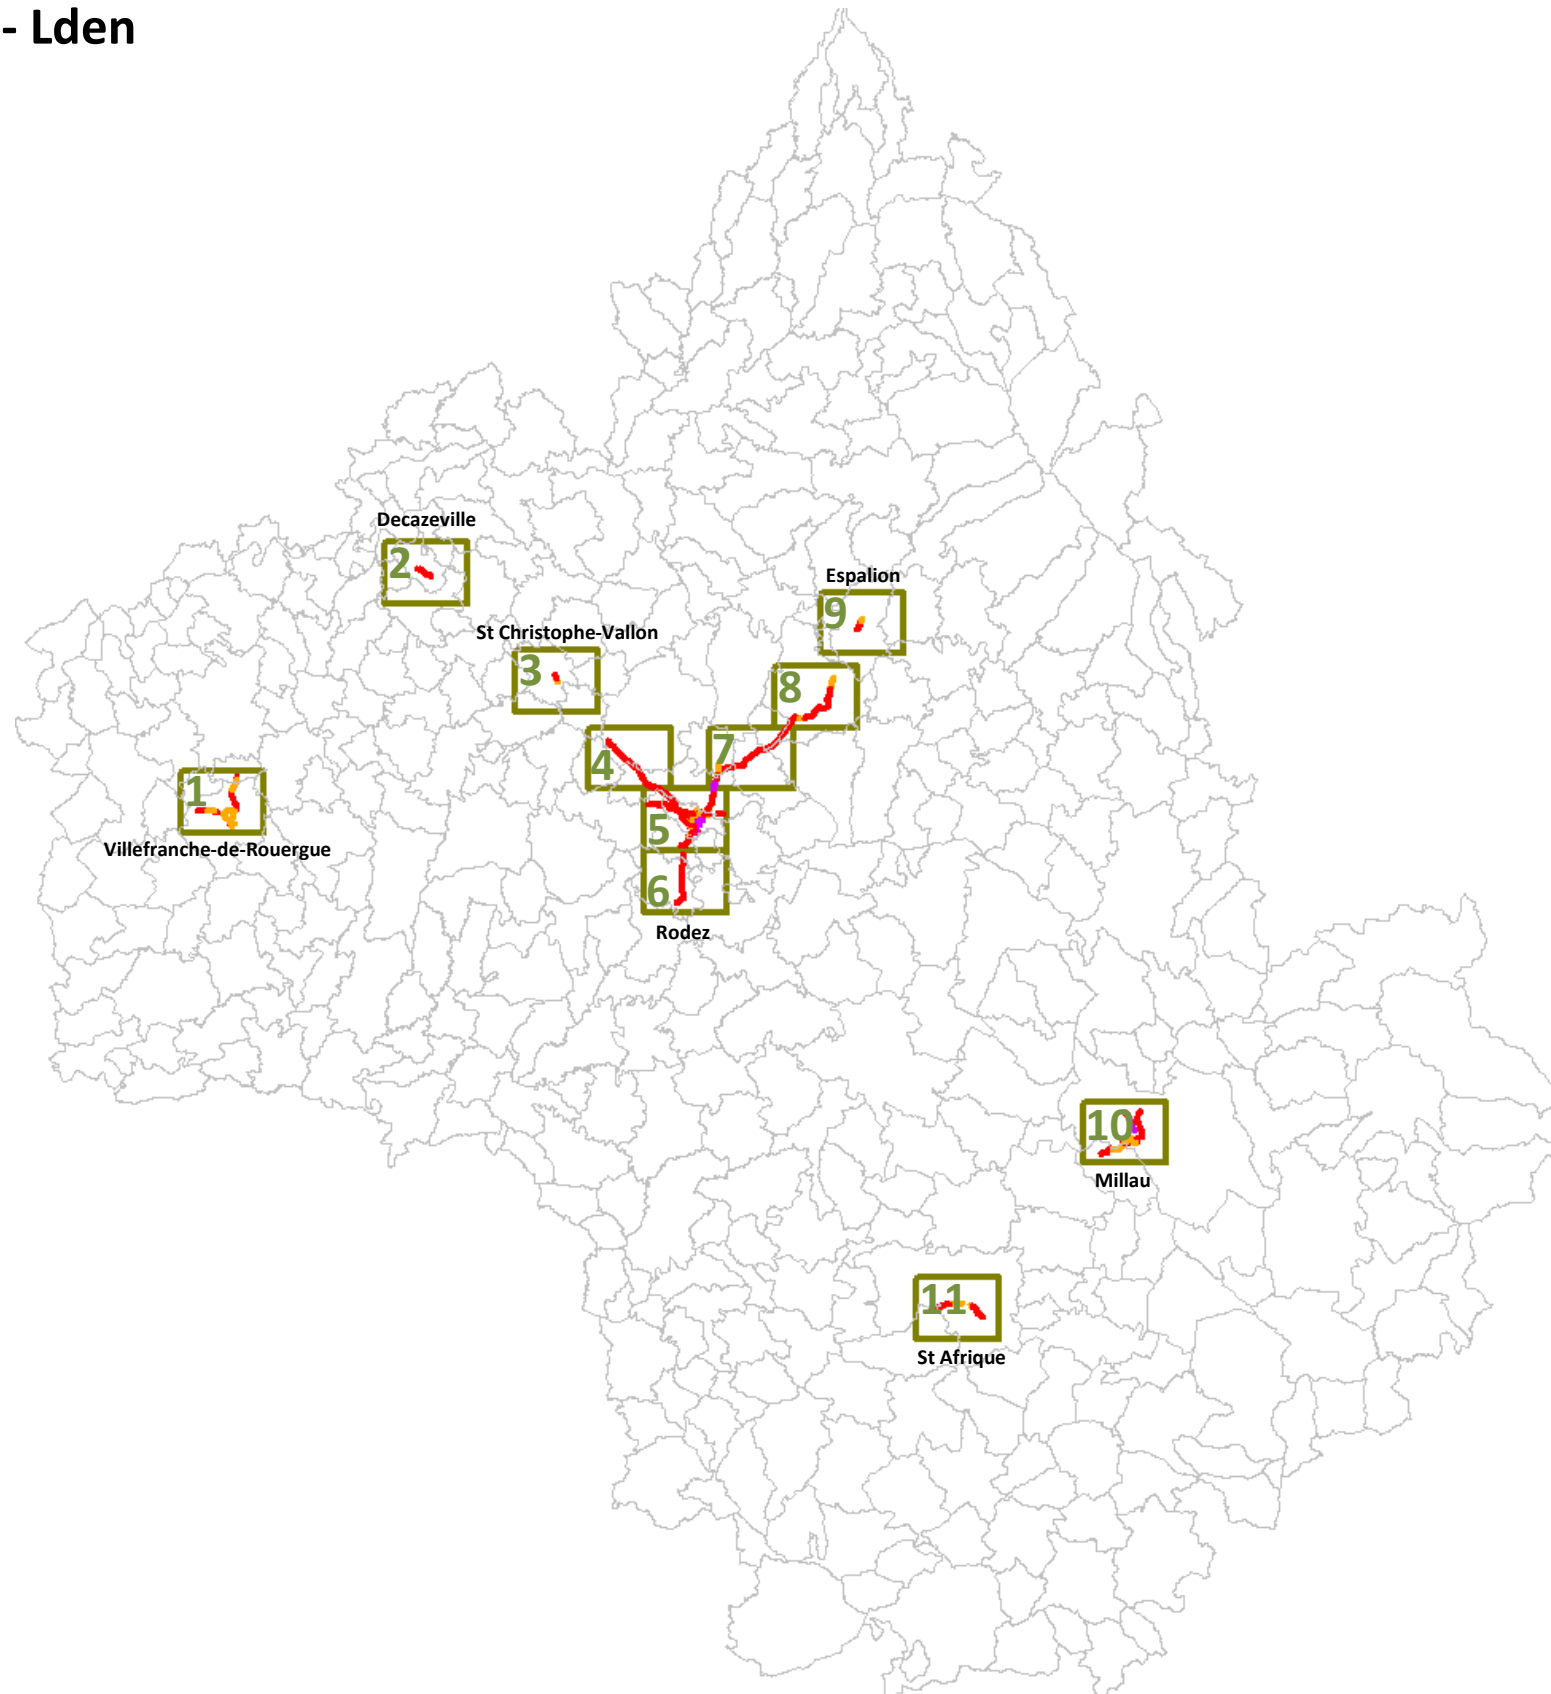 - Lden
Decazeville
2
Espalion
9
St Christophe-Vallon
3
8
7
4
1
5
Villefranche-de-Rouergue
6
Rodez
10
Millau
11
St Afrique